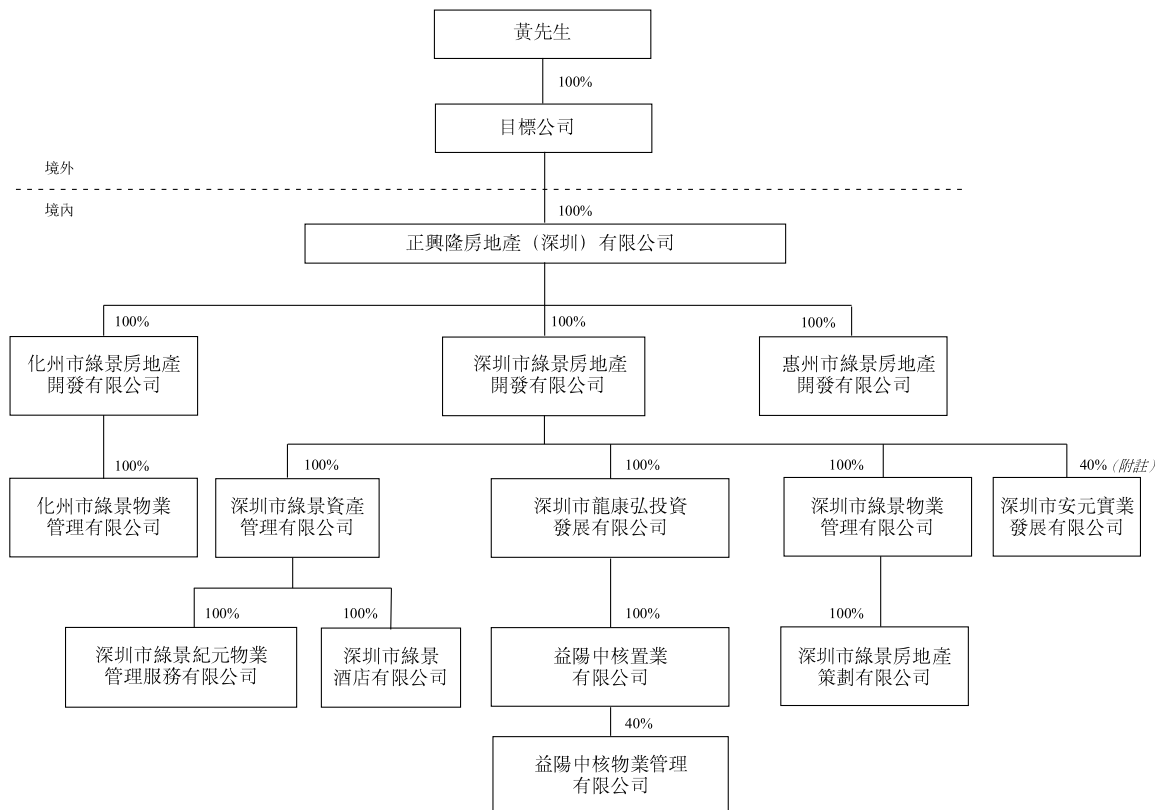 黃先生
100%
目標公司
境外
境內
100%
正興隆房地產（深圳）有限公司
100%
100%
100%
化州市綠景房地產
開發有限公司
深圳市綠景房地產
開發有限公司
惠州市綠景房地產
開發有限公司
100%
100%
100%
100%
40%（附註）
化州市綠景物業
管理有限公司
深圳市綠景資產
管理有限公司
深圳市龍康弘投資
發展有限公司
深圳市綠景物業
管理有限公司
深圳市安元實業
發展有限公司
100%
100%
100%
100%
深圳市綠景紀元物業
管理服務有限公司
深圳市綠景
酒店有限公司
益陽中核置業
有限公司
深圳市綠景房地產
策劃有限公司
40%
益陽中核物業管理
有限公司